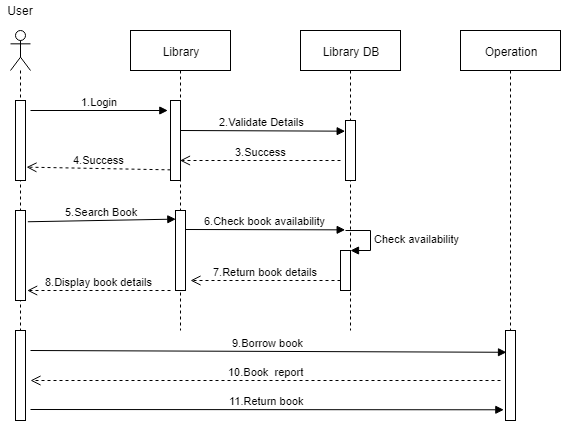 User
Library
Library DB
Operation
1.Login
2.Validate Details
3.Success
4.Success
5.Search Book
6.Check book availability
Check availability
7.Return book details
8.Display book details
9.Borrow book
10.Book  report
11.Return book